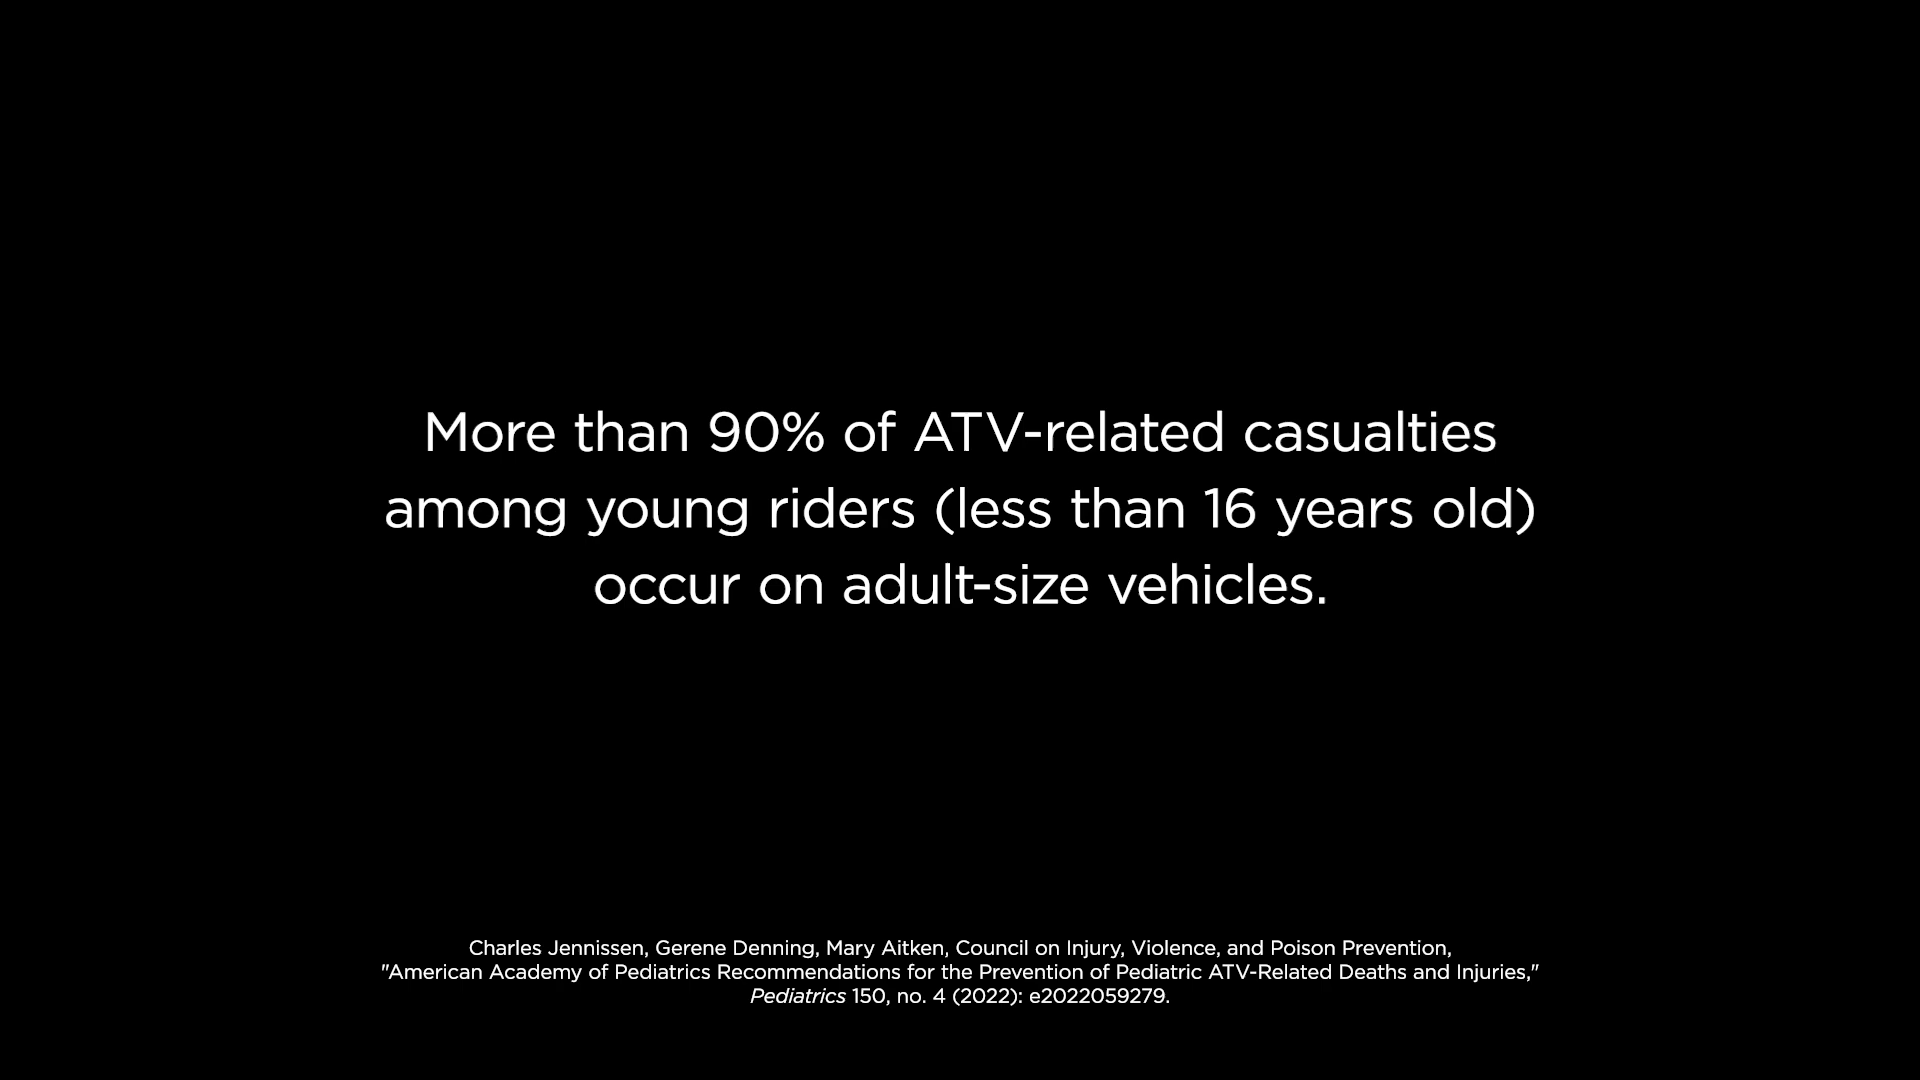 More than 90% of ATV-related casualties
among young riders (less than 16 years old)
occur on adult-size vehicles.
Charles Jennissen, Gerene Denning, Mary Aitken, Council on Injury, Violence, and Poison Prevention,
"American Academy of Pediatrics Recommendations for the Prevention of Pediatric ATV-Related Deaths and Injuries,"
Pediatrics 150, no. 4 (2022): e2022059279.